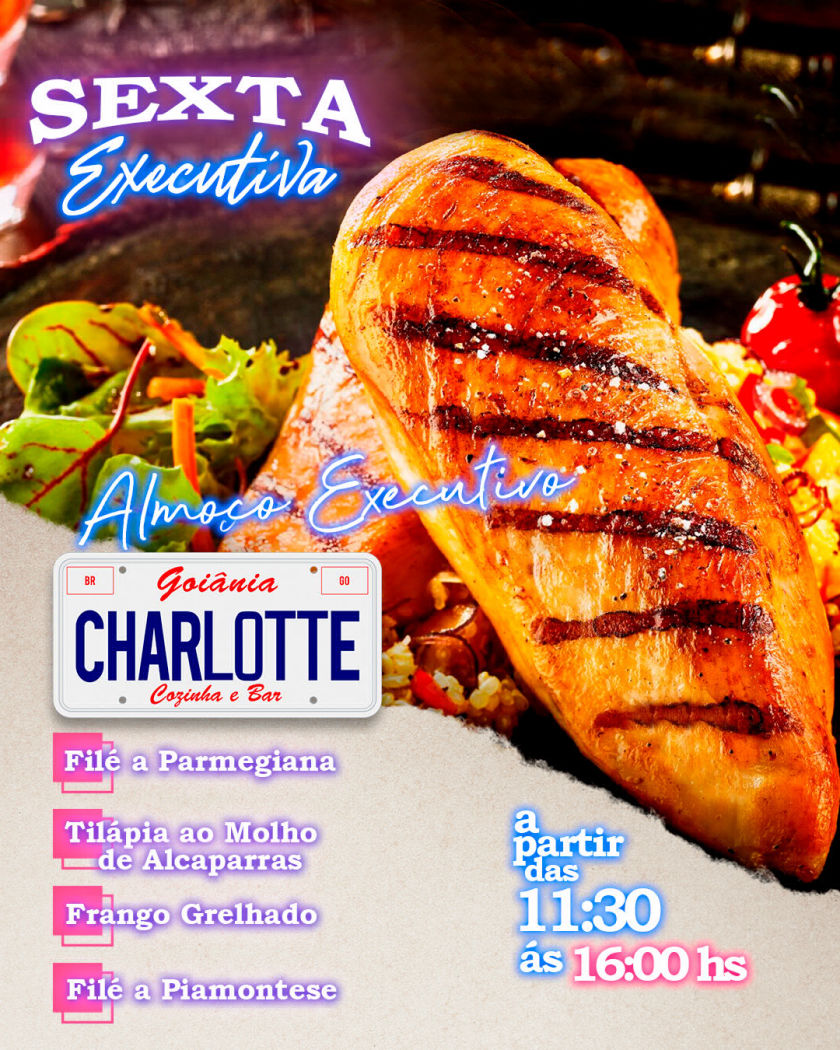 SEXTA
Executiva
Almoço Executivo
BR
Goiânia
GO
CHARLOTTE
Cozinha e Bar
Filé a Parmegiana
Tilápia ao Molho
de Alcaparras
Frango Grelhado
Filé a Piamontese
a
partir
das
11:30
ás 16:00 hs